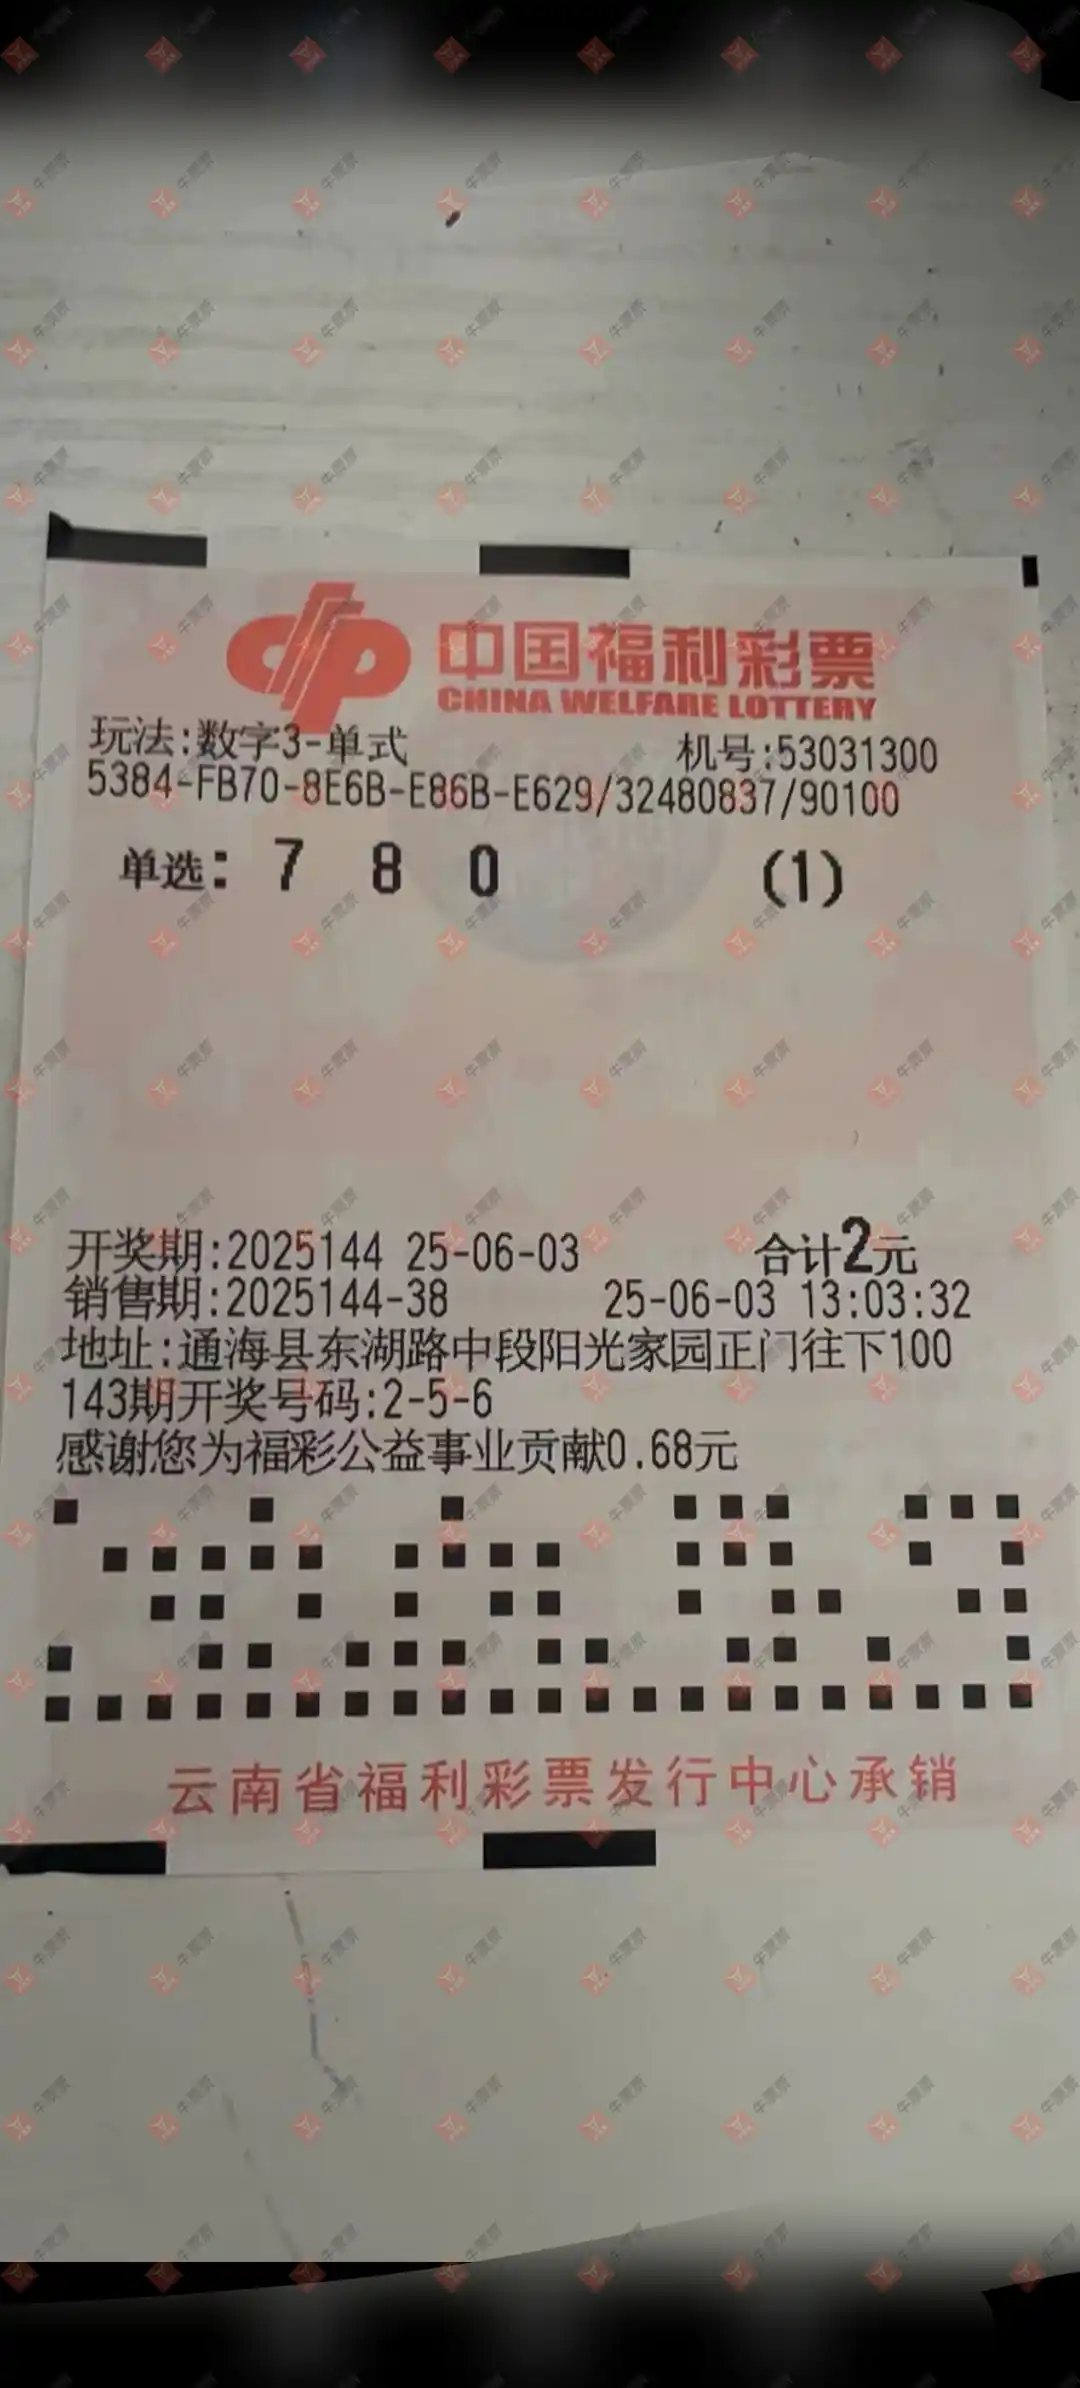 中国福利彩票
CHINA WELFARE LOTTERY
玩法:数字3-单式 机号:53031300
5384-FB70-8E6B-E86B-E629/32480837/90100
单选: 7 8 0 (1)
开奖期:2025144 25-06-03 合计2元
销售期:2025144-38 25-06-03 13:03:32
地址:通海县东湖路中段阳光家园正门往下100
143期开奖号码:2-5-6
感谢您为福彩公益事业贡献0.68元
云南省福利彩票发行中心承销